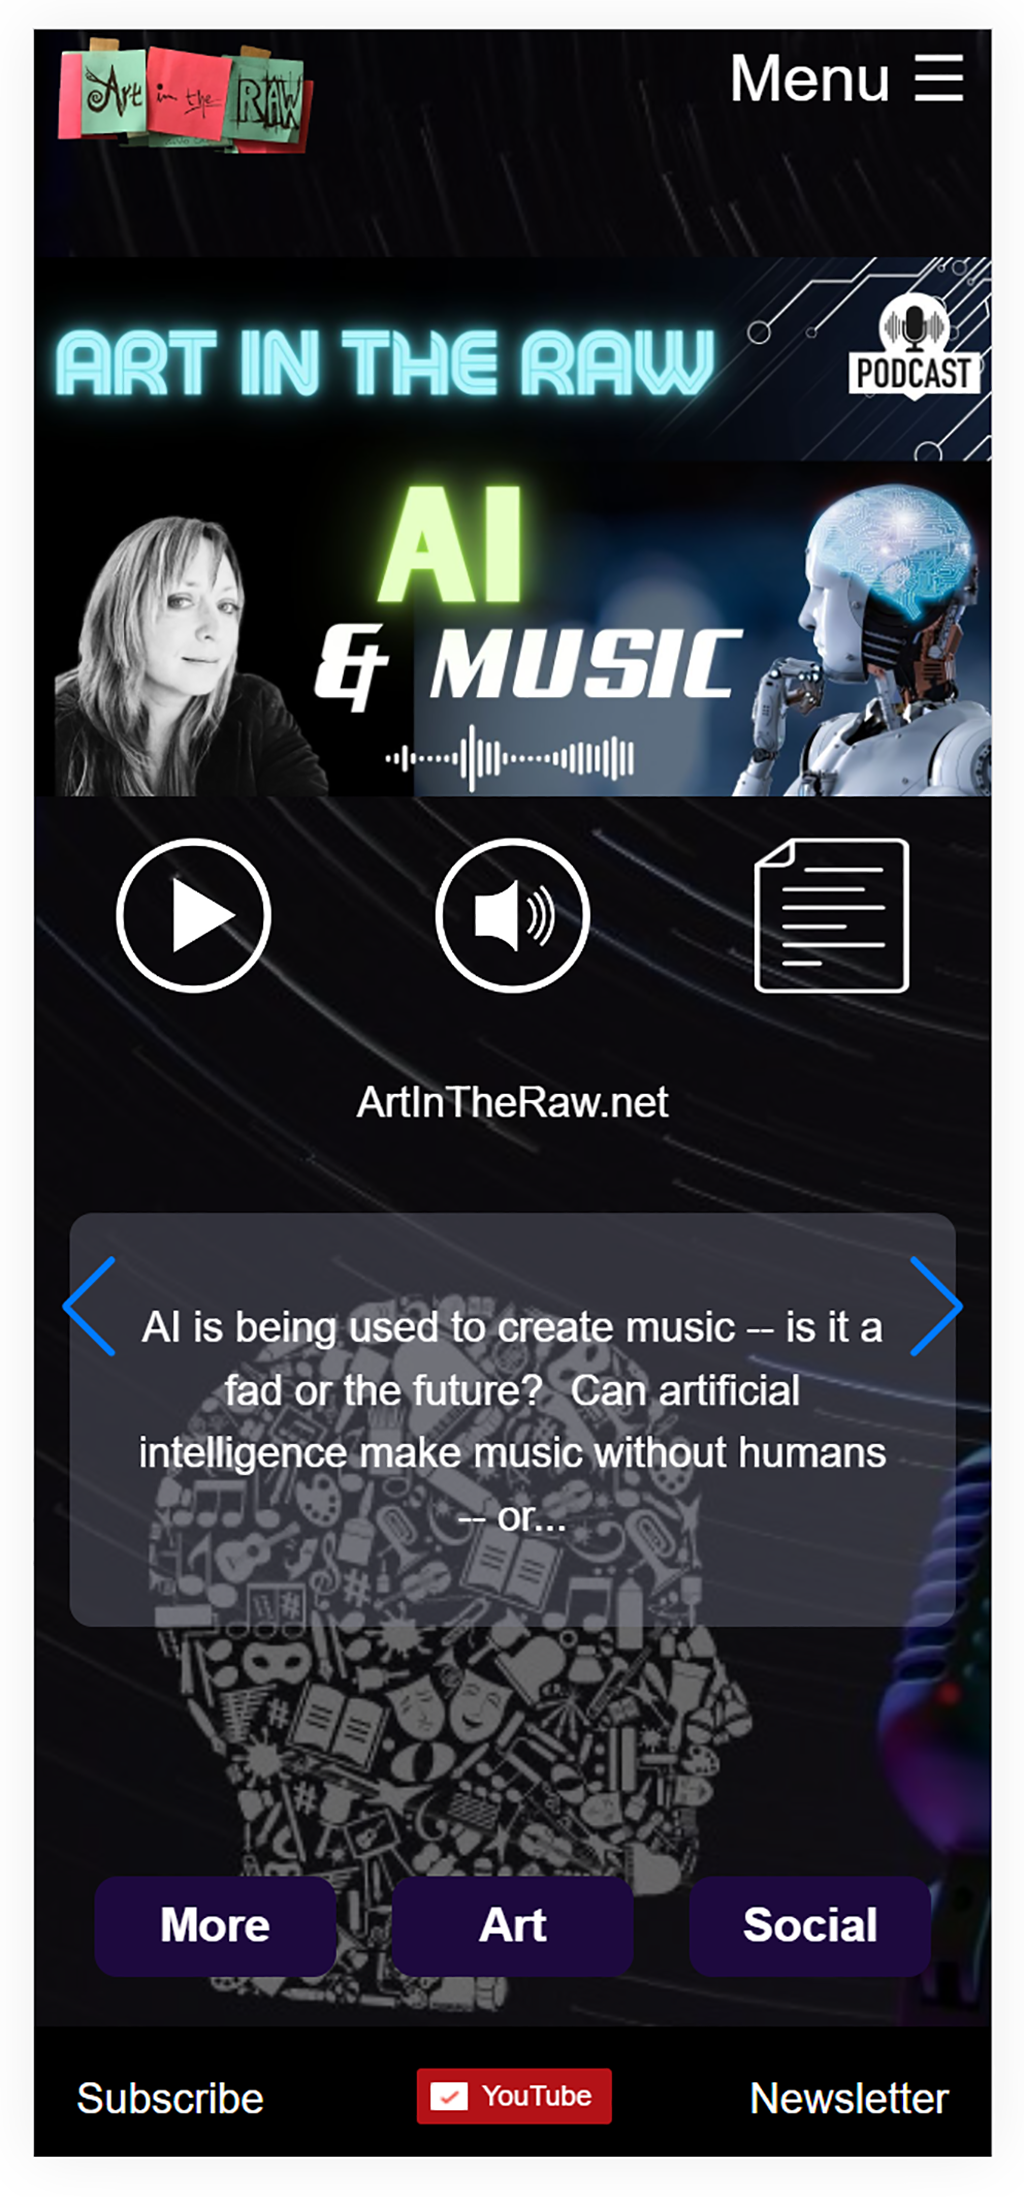 Art in the RAW
Menu ☰
ART IN THE RAW
PODCAST
AI
& MUSIC
ArtInTheRaw.net
AI is being used to create music -- is it a
fad or the future?  Can artificial
intelligence make music without humans
-- or...
More
Art
Social
Subscribe
YouTube
Newsletter